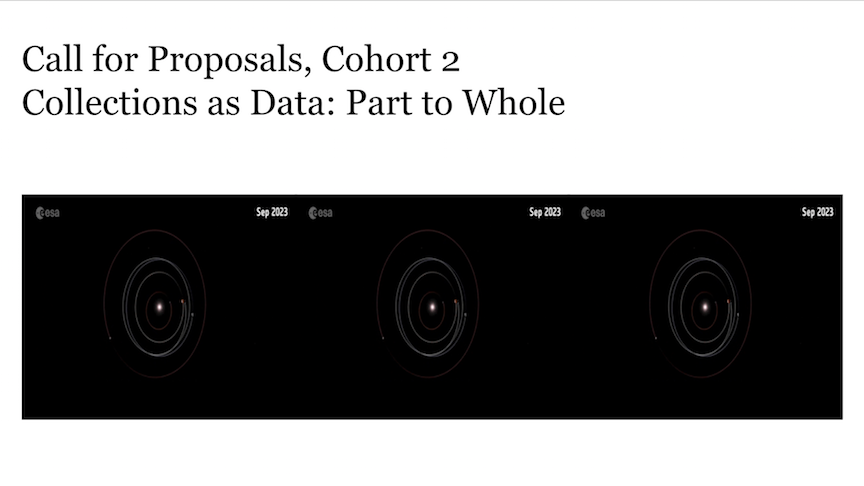 Call for Proposals, Cohort 2
Collections as Data: Part to Whole
esa Sep 2023 esa Sep 2023 esa Sep 2023